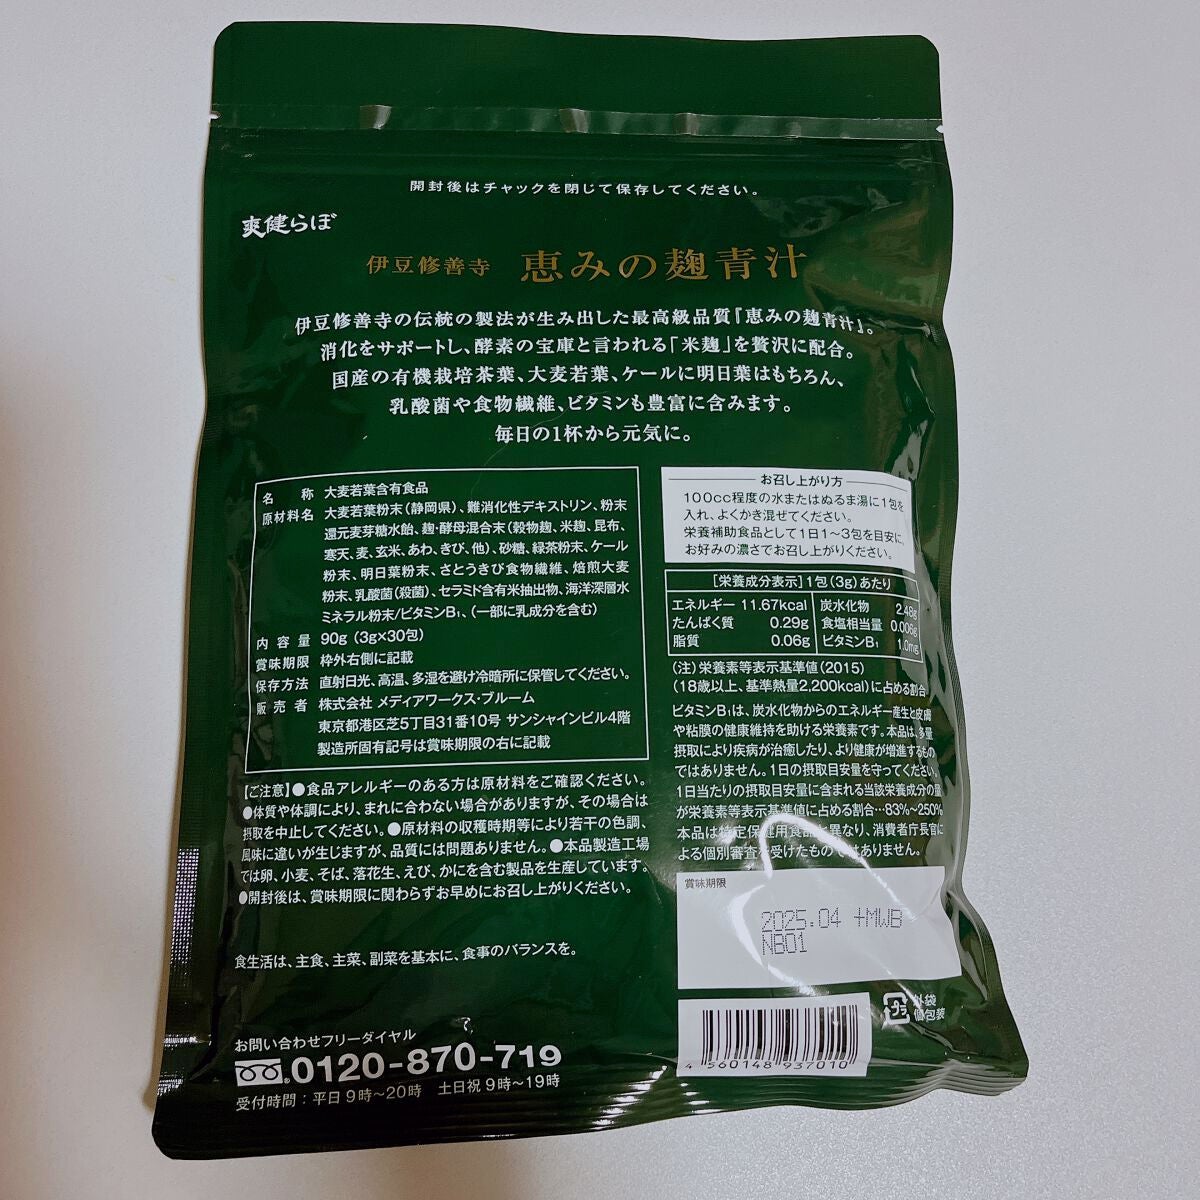 開封後はチャックを閉じて保存してください。
爽健らぼ
伊豆修善寺 恵みの麹青汁
伊豆修善寺の伝統の製法が生み出した最高級品質『恵みの麹青汁』。
消化をサポートし、酵素の宝庫と言われる「米麹」を贅沢に配合。
国産の有機栽培茶葉、大麦若葉、ケールに明日葉はもちろん、
乳酸菌や食物繊維、ビタミンも豊富に含みます。
毎日の1杯から元気に。
名称 大麦若葉含有食品
原材料名 大麦若葉粉末(静岡県)、難消化性デキストリン、粉末
還元麦芽糖水飴、麹・酵母混合末(穀物麹、米麹、昆布、
寒天、麦、玄米、あわ、きび、他)、砂糖、緑茶粉末、ケール
粉末、明日葉粉末、さとうきび食物繊維、焙煎大麦
粉末、乳酸菌(殺菌)、セラミド含有米抽出物、海洋深層水
ミネラル粉末/ビタミンB₁、(一部に乳成分を含む)
内容量 90g (3g×30包)
賞味期限 枠外右側に記載
保存方法 直射日光、高温、多湿を避け冷暗所に保管してください。
販売者 株式会社 メディアワークス・ブルーム
東京都港区芝5丁目31番10号 サンシャインビル4階
製造所固有記号は賞味期限の右に記載
【ご注意】●食品アレルギーのある方は原材料をご確認ください。
●体質や体調により、まれに合わない場合がありますが、その場合は
摂取を中止してください。●原材料の収穫時期等により若干の色調、
風味に違いが生じますが、品質には問題ありません。●本品製造工場
では卵、小麦、そば、落花生、えび、かにを含む製品を生産しています。
●開封後は、賞味期限に関わらずお早めにお召し上がりください。
食生活は、主食、主菜、副菜を基本に、食事のバランスを。
お問い合わせフリーダイヤル
0120-870-719
受付時間：平日9時〜20時 土日祝9時〜19時
お召し上がり方
100cc程度の水またはぬるま湯に1包を
入れ、よくかき混ぜてください。
栄養補助食品として1日1〜3包を目安に、
お好みの濃さでお召し上がりください。
[栄養成分表示] 1包(3g)あたり
エネルギー 11.67kcal 炭水化物 2.48g
たんぱく質 0.29g 食塩相当量 0.006g
脂質 0.06g ビタミンB₁ 1.0mg
(注)栄養素等表示基準値(2015)
(18歳以上、基準熱量2,200kcal)に占める割合
ビタミンB₁は、炭水化物からのエネルギー産生と皮膚
や粘膜の健康維持を助ける栄養素です。本品は、多量
摂取により疾病が治癒したり、より健康が増進するもの
ではありません。1日の摂取目安量を守ってください。
1日当たりの摂取目安量に含まれる当該栄養成分の量
が栄養素等表示基準値に占める割合…83%〜250%
本品は特定保健用食品と異なり、消費者庁長官に
よる個別審査を受けたものではありません。
賞味期限
2025.04 +MWB
NB01
プラ
外袋
個包装
4 560148 937010